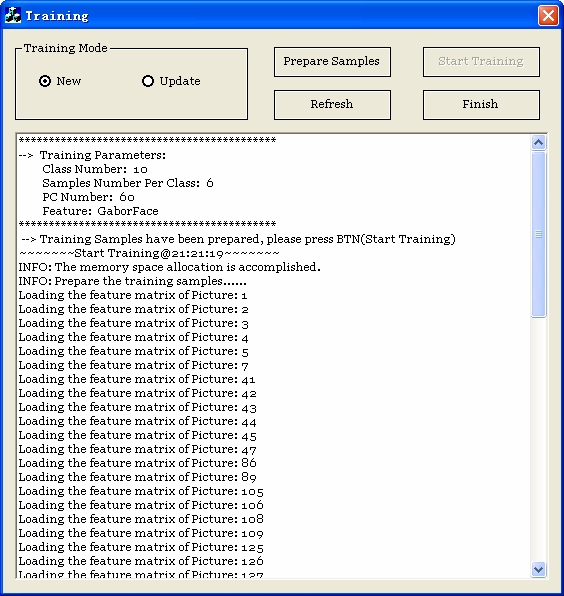 Training
Training Mode
New
Update
Prepare Samples
Start Training
Refresh
Finish
****************************************
--> Training Parameters:
Class Number: 10
Samples Number Per Class: 6
PC Number: 60
Feature: GaborFace
****************************************
--> Training Samples have been prepared, please press BTN(Start Training)
~~~~~~~Start Training@21:21:19~~~~~~~
INFO: The memory space allocation is accomplished.
INFO: Prepare the training samples......
Loading the feature matrix of Picture: 1
Loading the feature matrix of Picture: 2
Loading the feature matrix of Picture: 3
Loading the feature matrix of Picture: 4
Loading the feature matrix of Picture: 5
Loading the feature matrix of Picture: 7
Loading the feature matrix of Picture: 41
Loading the feature matrix of Picture: 42
Loading the feature matrix of Picture: 43
Loading the feature matrix of Picture: 44
Loading the feature matrix of Picture: 45
Loading the feature matrix of Picture: 47
Loading the feature matrix of Picture: 86
Loading the feature matrix of Picture: 89
Loading the feature matrix of Picture: 105
Loading the feature matrix of Picture: 106
Loading the feature matrix of Picture: 108
Loading the feature matrix of Picture: 109
Loading the feature matrix of Picture: 125
Loading the feature matrix of Picture: 126
Loading the feature matrix of Picture: 127